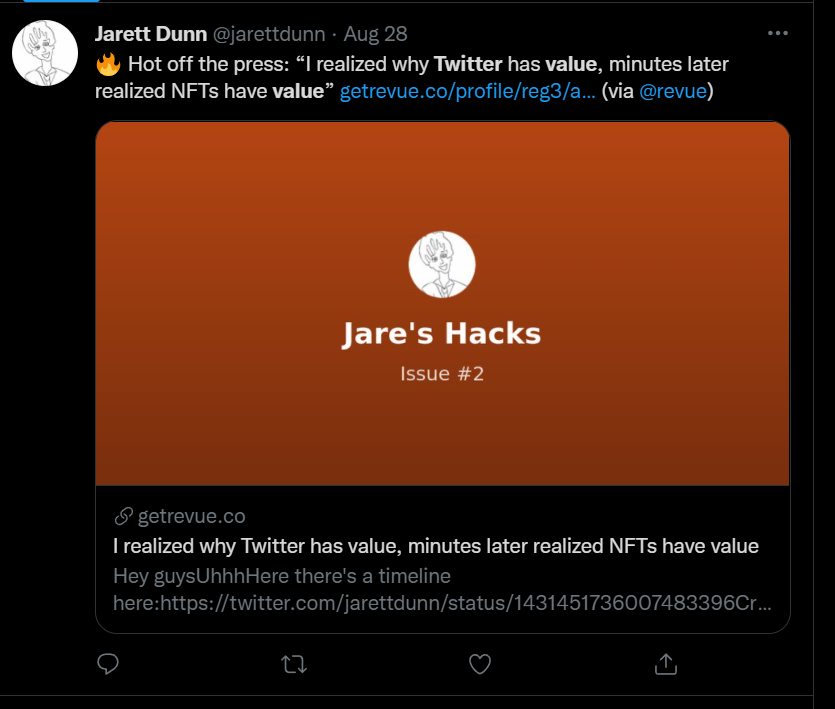 Jarett Dunn @jarettdunn · Aug 28
🔥 Hot off the press: “I realized why Twitter has value, minutes later
realized NFTs have value” getrevue.co/profile/reg3/a... (via @revue)
Jare's Hacks
Issue #2
getrevue.co
I realized why Twitter has value, minutes later realized NFTs have value
Hey guysUhhhHere there's a timeline
here:https://twitter.com/jarettdunn/status/1431451736007483396Cr...